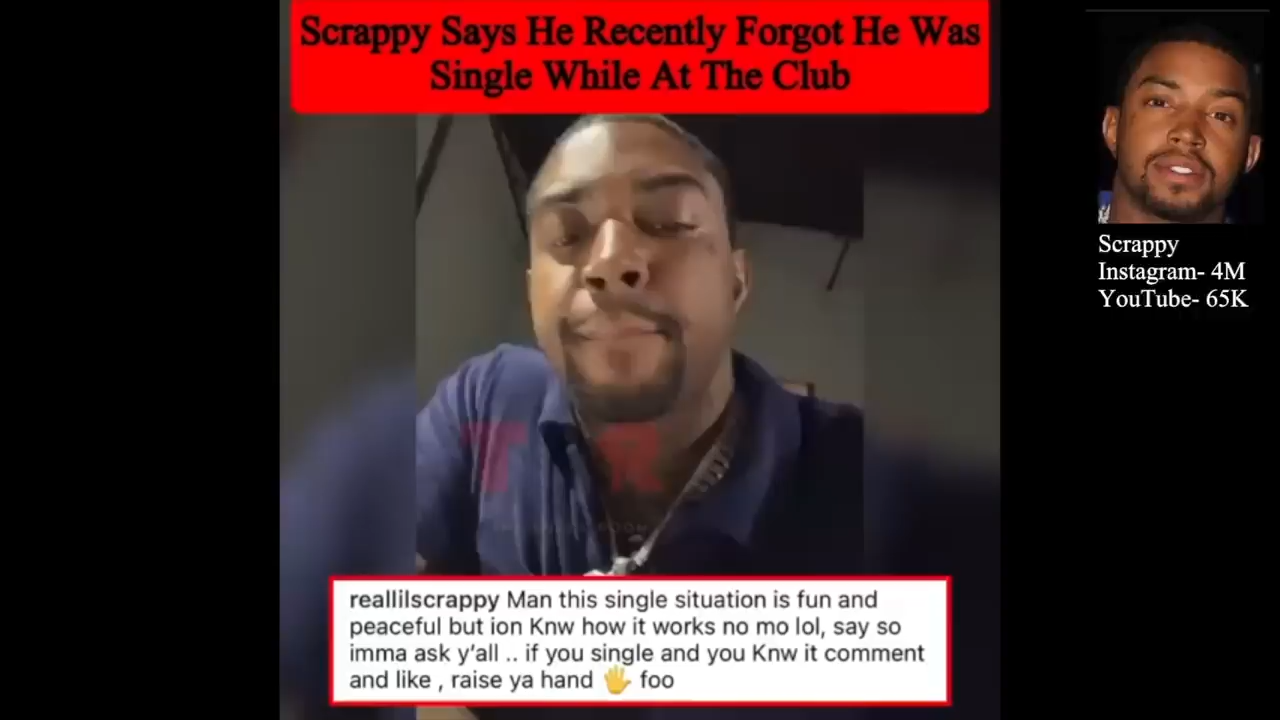 Scrappy Says He Recently Forgot He Was
Single While At The Club
Scrappy
Instagram- 4M
YouTube- 65K
T R
ROOM
reallilscrappy Man this single situation is fun and
peaceful but ion Knw how it works no mo lol, say so
imma ask y'all .. if you single and you Knw it comment
and like , raise ya hand 🖐️ foo